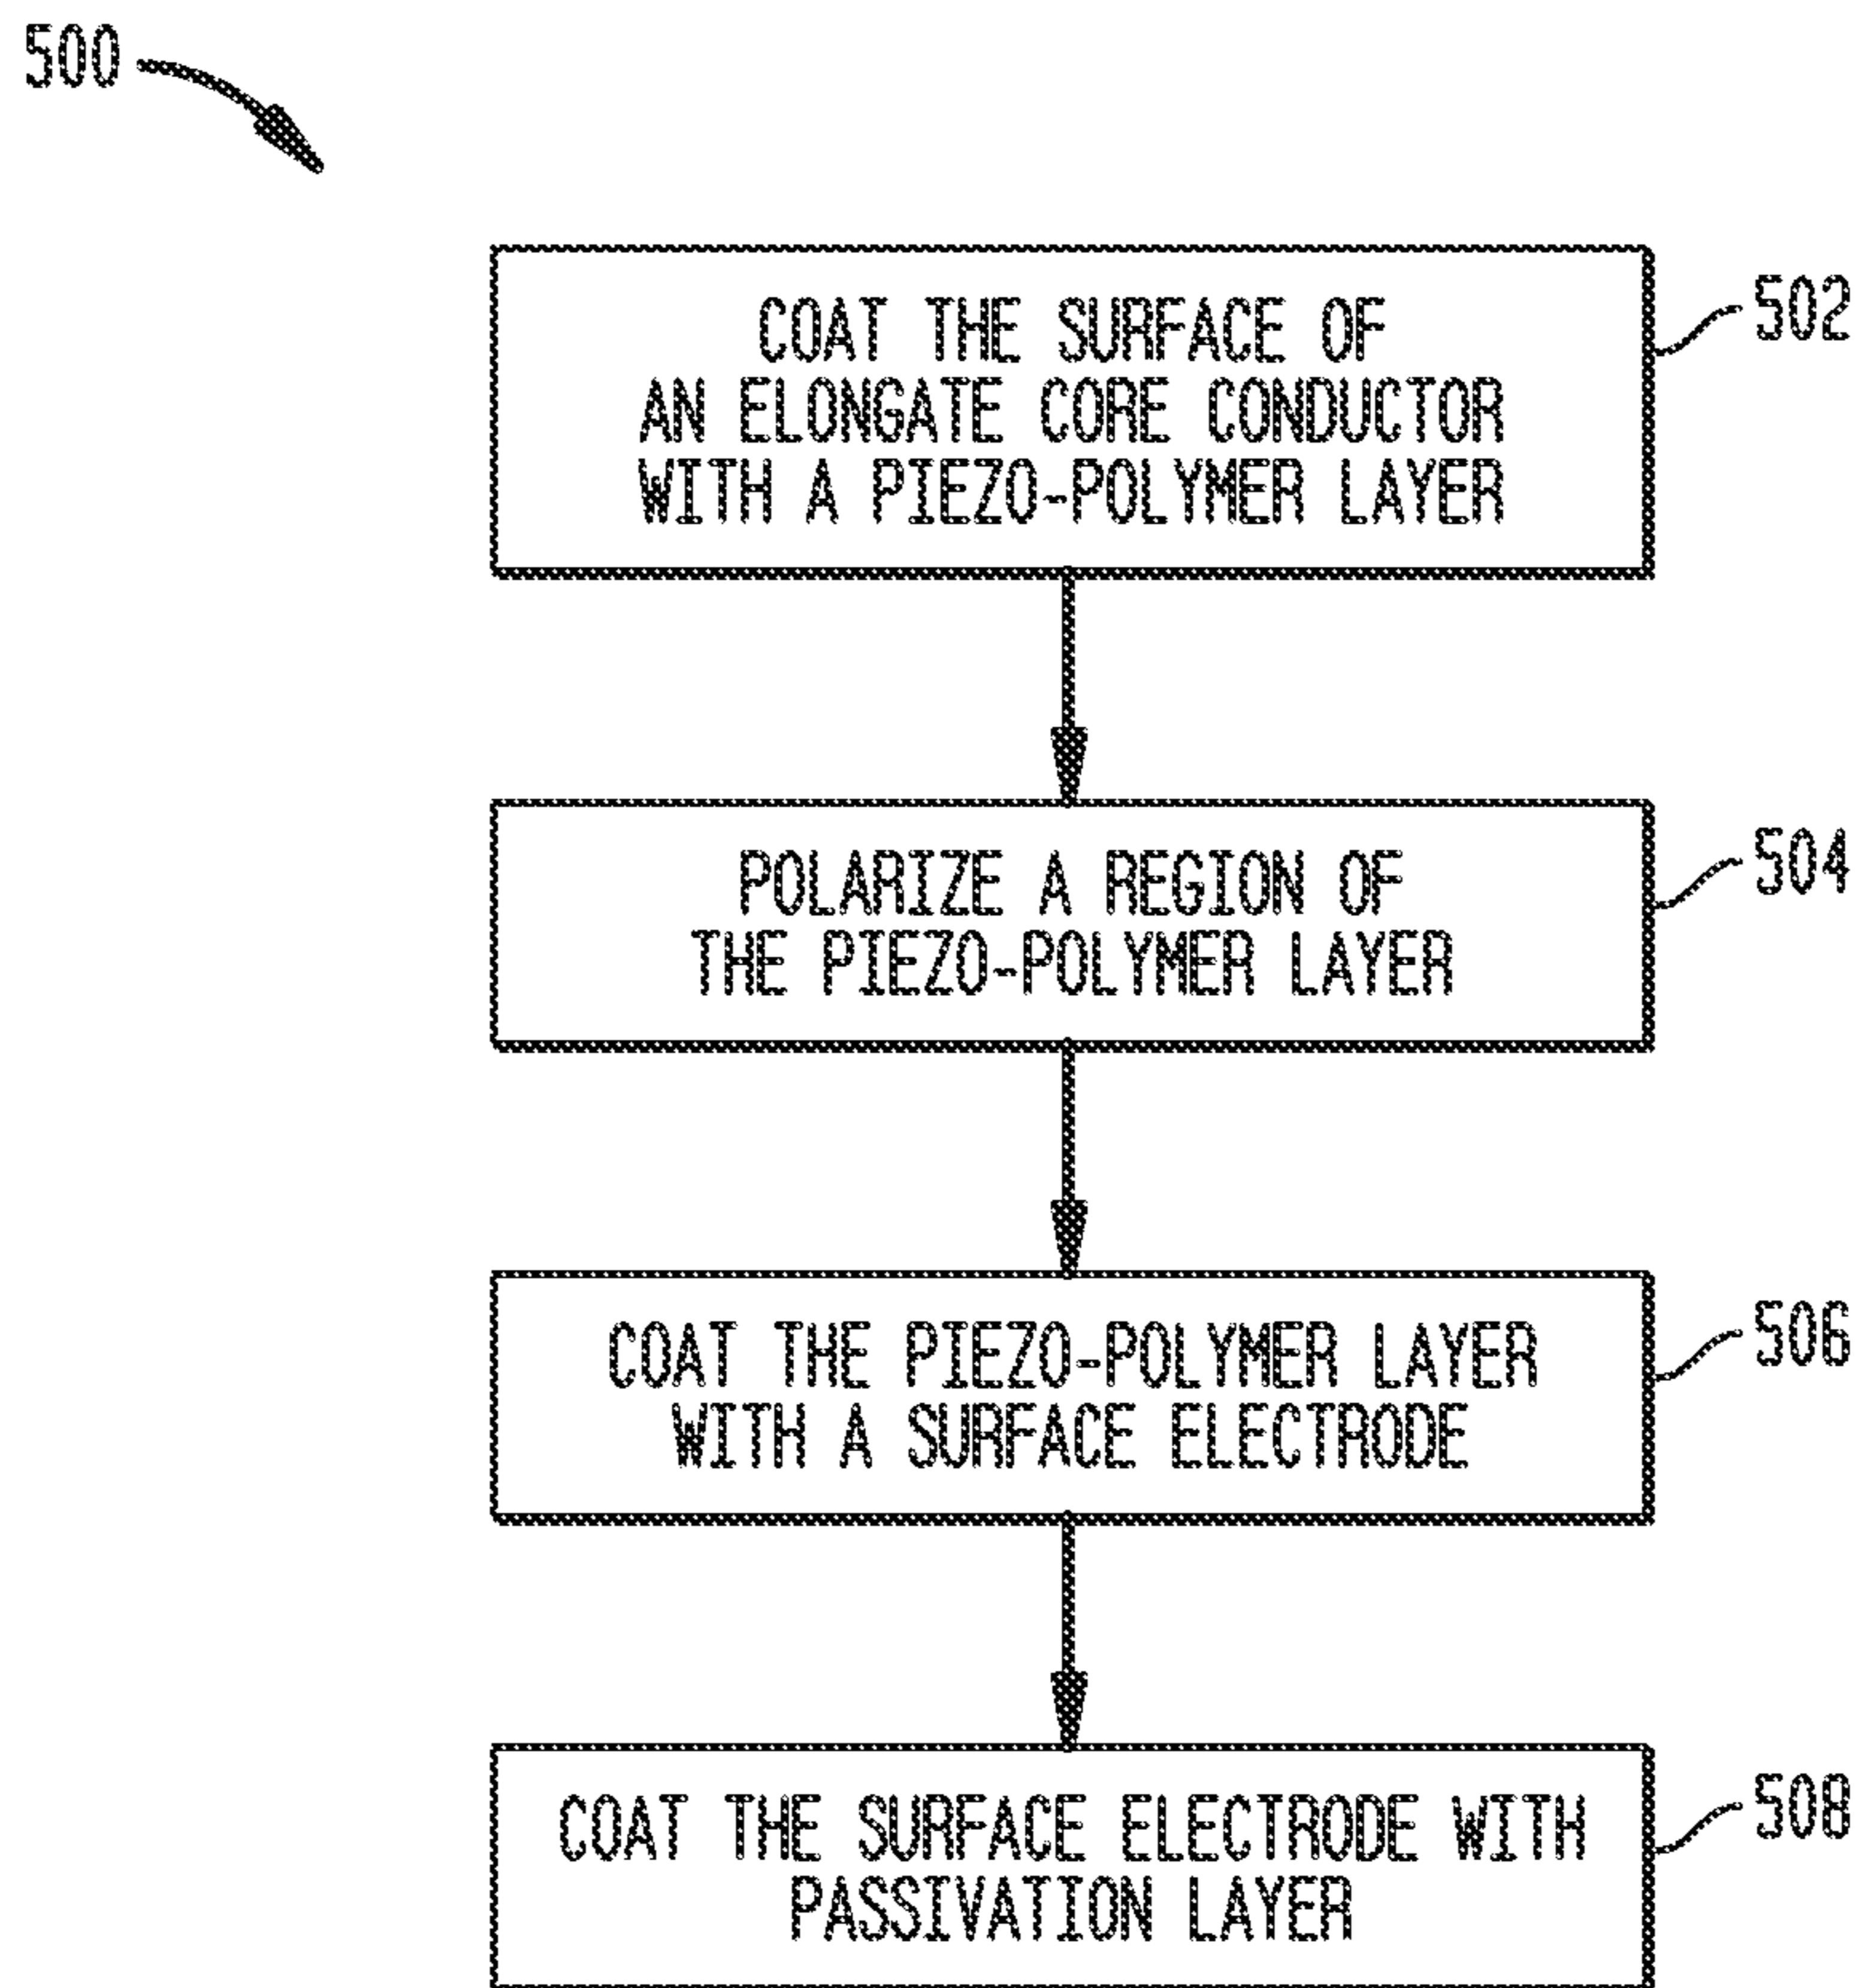 500
COAT THE SURFACE OF
AN ELONGATE CORE CONDUCTOR
WITH A PIEZO-POLYMER LAYER
502
POLARIZE A REGION OF
THE PIEZO-POLYMER LAYER
504
COAT THE PIEZO-POLYMER LAYER
WITH A SURFACE ELECTRODE
506
COAT THE SURFACE ELECTRODE WITH
PASSIVATION LAYER
508